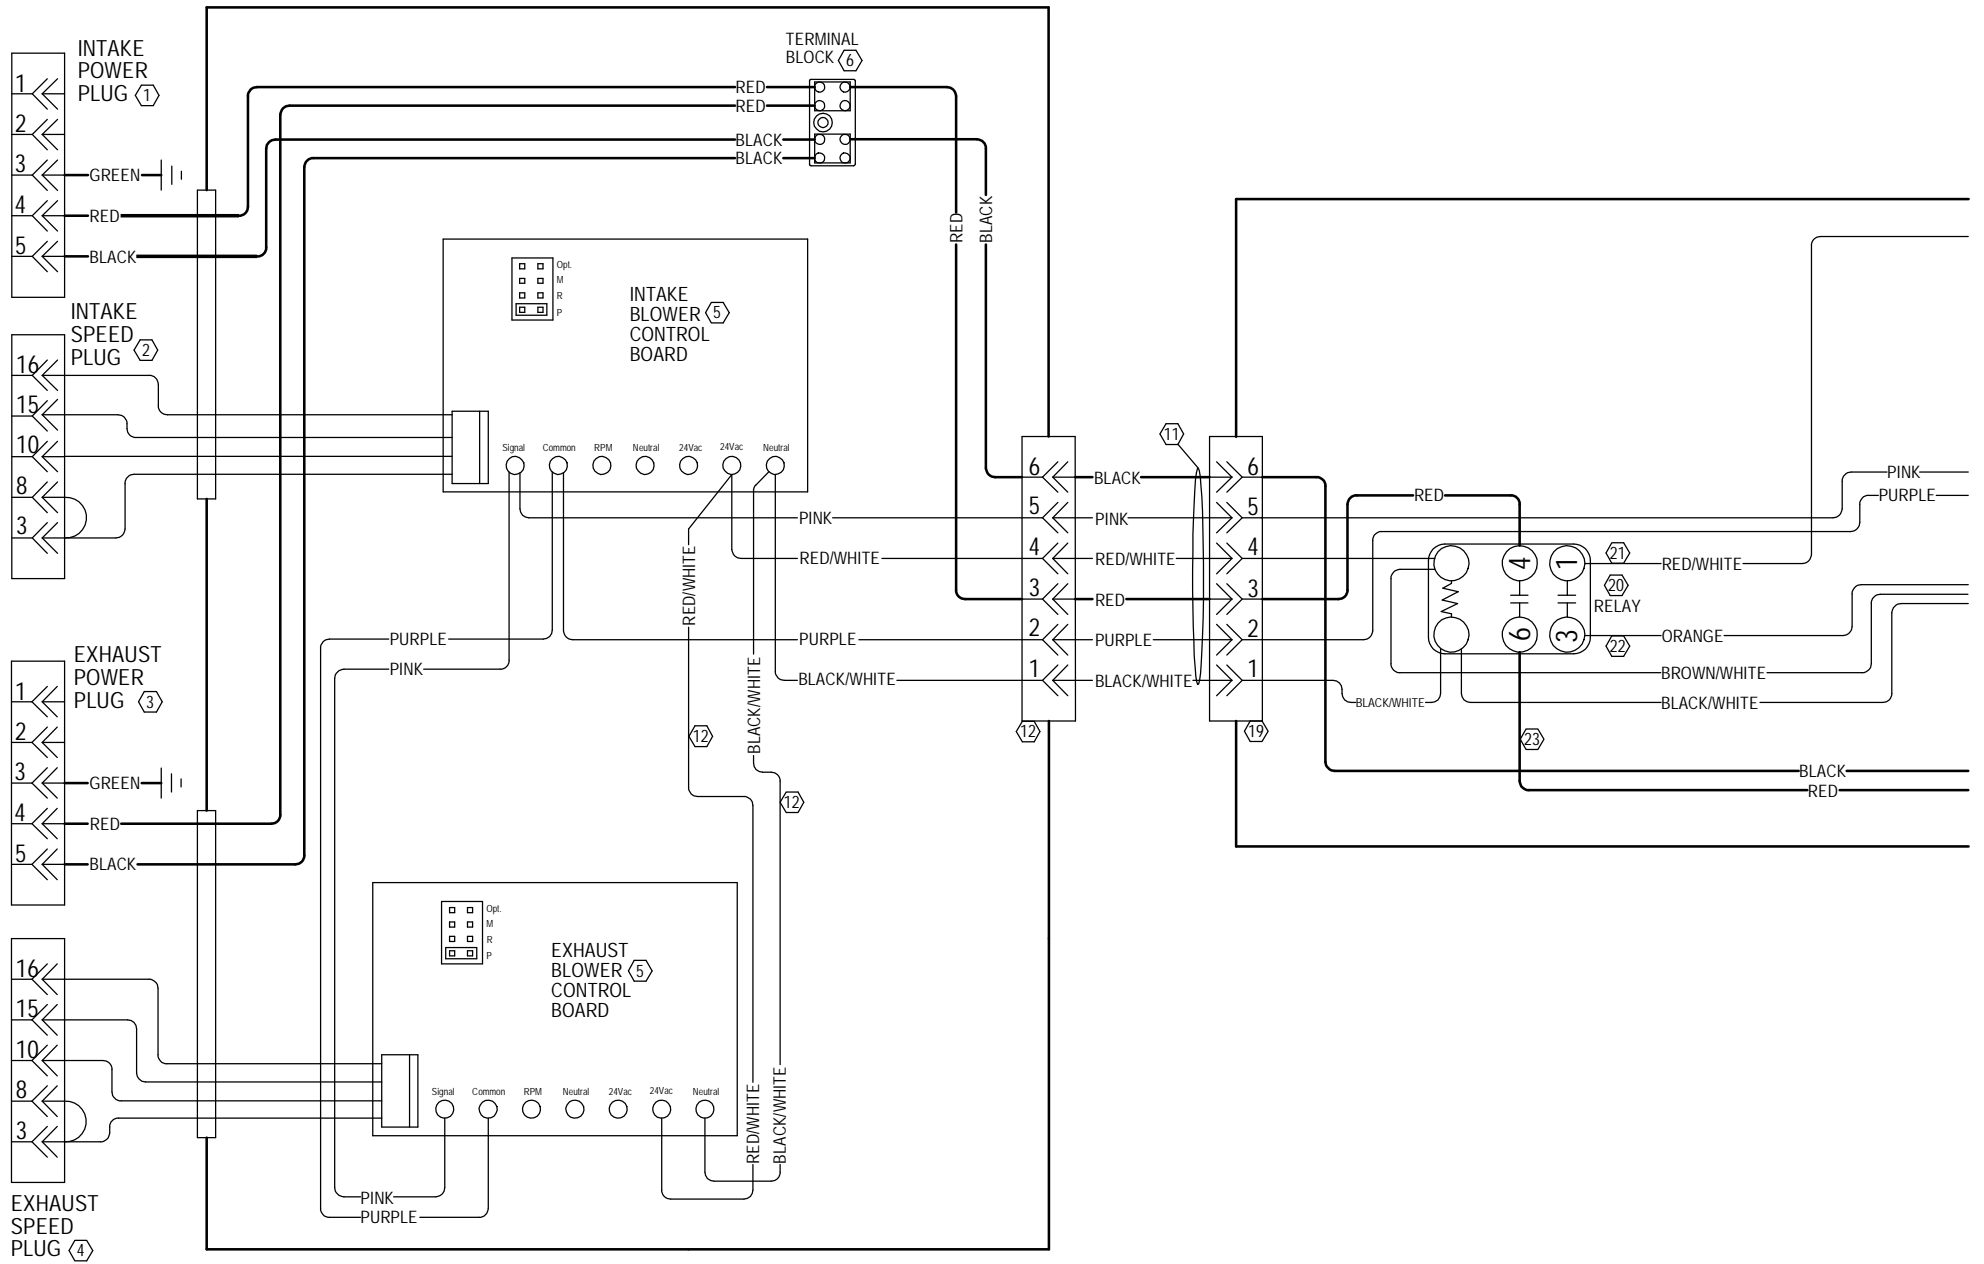 INTAKE
POWER
PLUG 1
1
2
3
4
5
GREEN
RED
BLACK
INTAKE
SPEED
PLUG 2
16
15
10
8
3
EXHAUST
POWER
PLUG 3
1
2
3
4
5
GREEN
RED
BLACK
16
15
10
8
3
EXHAUST
SPEED
PLUG 4
TERMINAL
BLOCK 6
RED
RED
BLACK
BLACK
RED
BLACK
Opt.
M
R
P
INTAKE
BLOWER 5
CONTROL
BOARD
Signal Common RPM Neutral 24Vac 24Vac Neutral
PINK
RED/WHITE
RED/WHITE
PURPLE
PURPLE
PINK
BLACK/WHITE
BLACK/WHITE
12
12
Opt.
M
R
P
EXHAUST
BLOWER 5
CONTROL
BOARD
Signal Common RPM Neutral 24Vac 24Vac Neutral
RED/WHITE
BLACK/WHITE
PINK
PURPLE
6
5
4
3
2
1
12
11
BLACK
PINK
RED/WHITE
RED
PURPLE
BLACK/WHITE
6
5
4
3
2
1
19
RED
PINK
PURPLE
4
1
6
3
21
20
RELAY
22
RED/WHITE
ORANGE
BROWN/WHITE
BLACK/WHITE
BLACK/WHITE
23
BLACK
RED